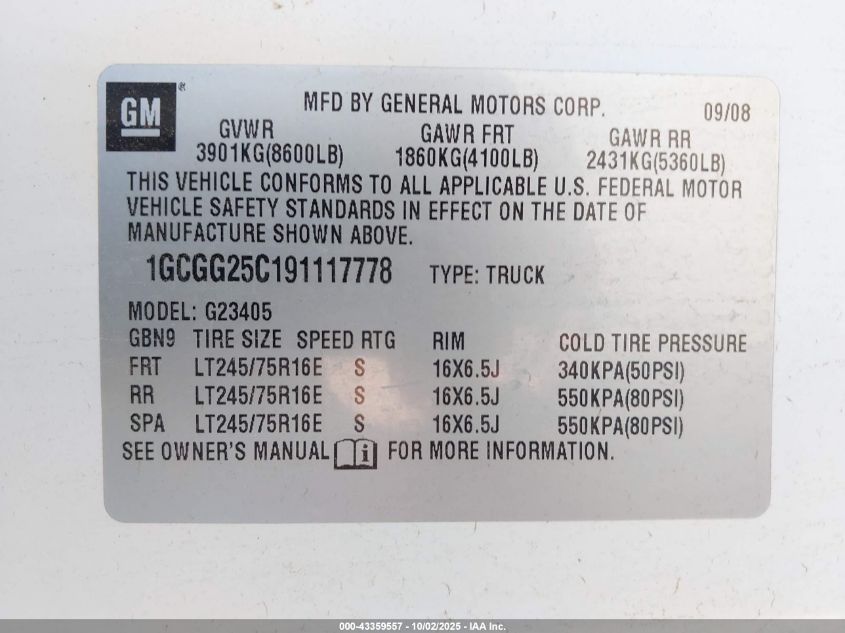 GM®
MFD BY GENERAL MOTORS CORP. 09/08
GVWR GAWR FRT GAWR RR
3901KG(8600LB) 1860KG(4100LB) 2431KG(5360LB)
THIS VEHICLE CONFORMS TO ALL APPLICABLE U.S. FEDERAL MOTOR
VEHICLE SAFETY STANDARDS IN EFFECT ON THE DATE OF
MANUFACTURE SHOWN ABOVE.
1GCGG25C191117778 TYPE: TRUCK
MODEL: G23405
GBN9 TIRE SIZE SPEED RTG RIM COLD TIRE PRESSURE
FRT LT245/75R16E S 16X6.5J 340KPA(50PSI)
RR LT245/75R16E S 16X6.5J 550KPA(80PSI)
SPA LT245/75R16E S 16X6.5J 550KPA(80PSI)
SEE OWNER'S MANUAL i FOR MORE INFORMATION.
000-43359557 - 10/02/2025 - IAA Inc.